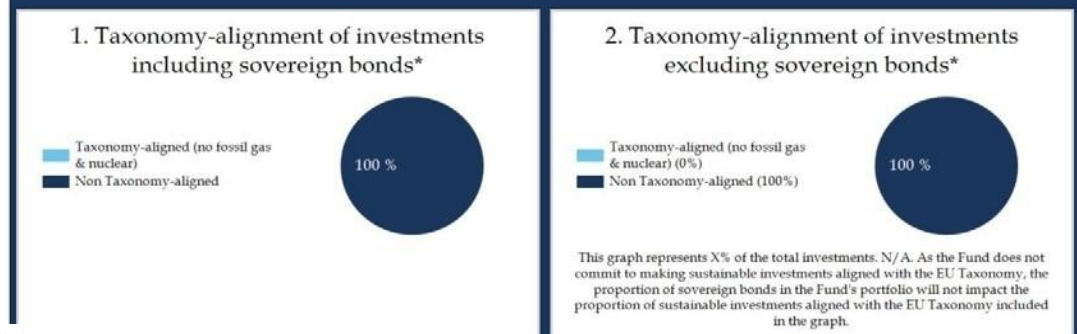 1. Taxonomy-alignment of investments
including sovereign bonds*
Taxonomy-aligned (no fossil gas
& nuclear)
Non Taxonomy-aligned
100 %
2. Taxonomy-alignment of investments
excluding sovereign bonds*
Taxonomy-aligned (no fossil gas
& nuclear) (0%)
Non Taxonomy-aligned (100%)
100 %
This graph represents X% of the total investments. N/A. As the Fund does not
commit to making sustainable investments aligned with the EU Taxonomy, the
proportion of sovereign bonds in the Fund's portfolio will not impact the
proportion of sustainable investments aligned with the EU Taxonomy included
in the graph.